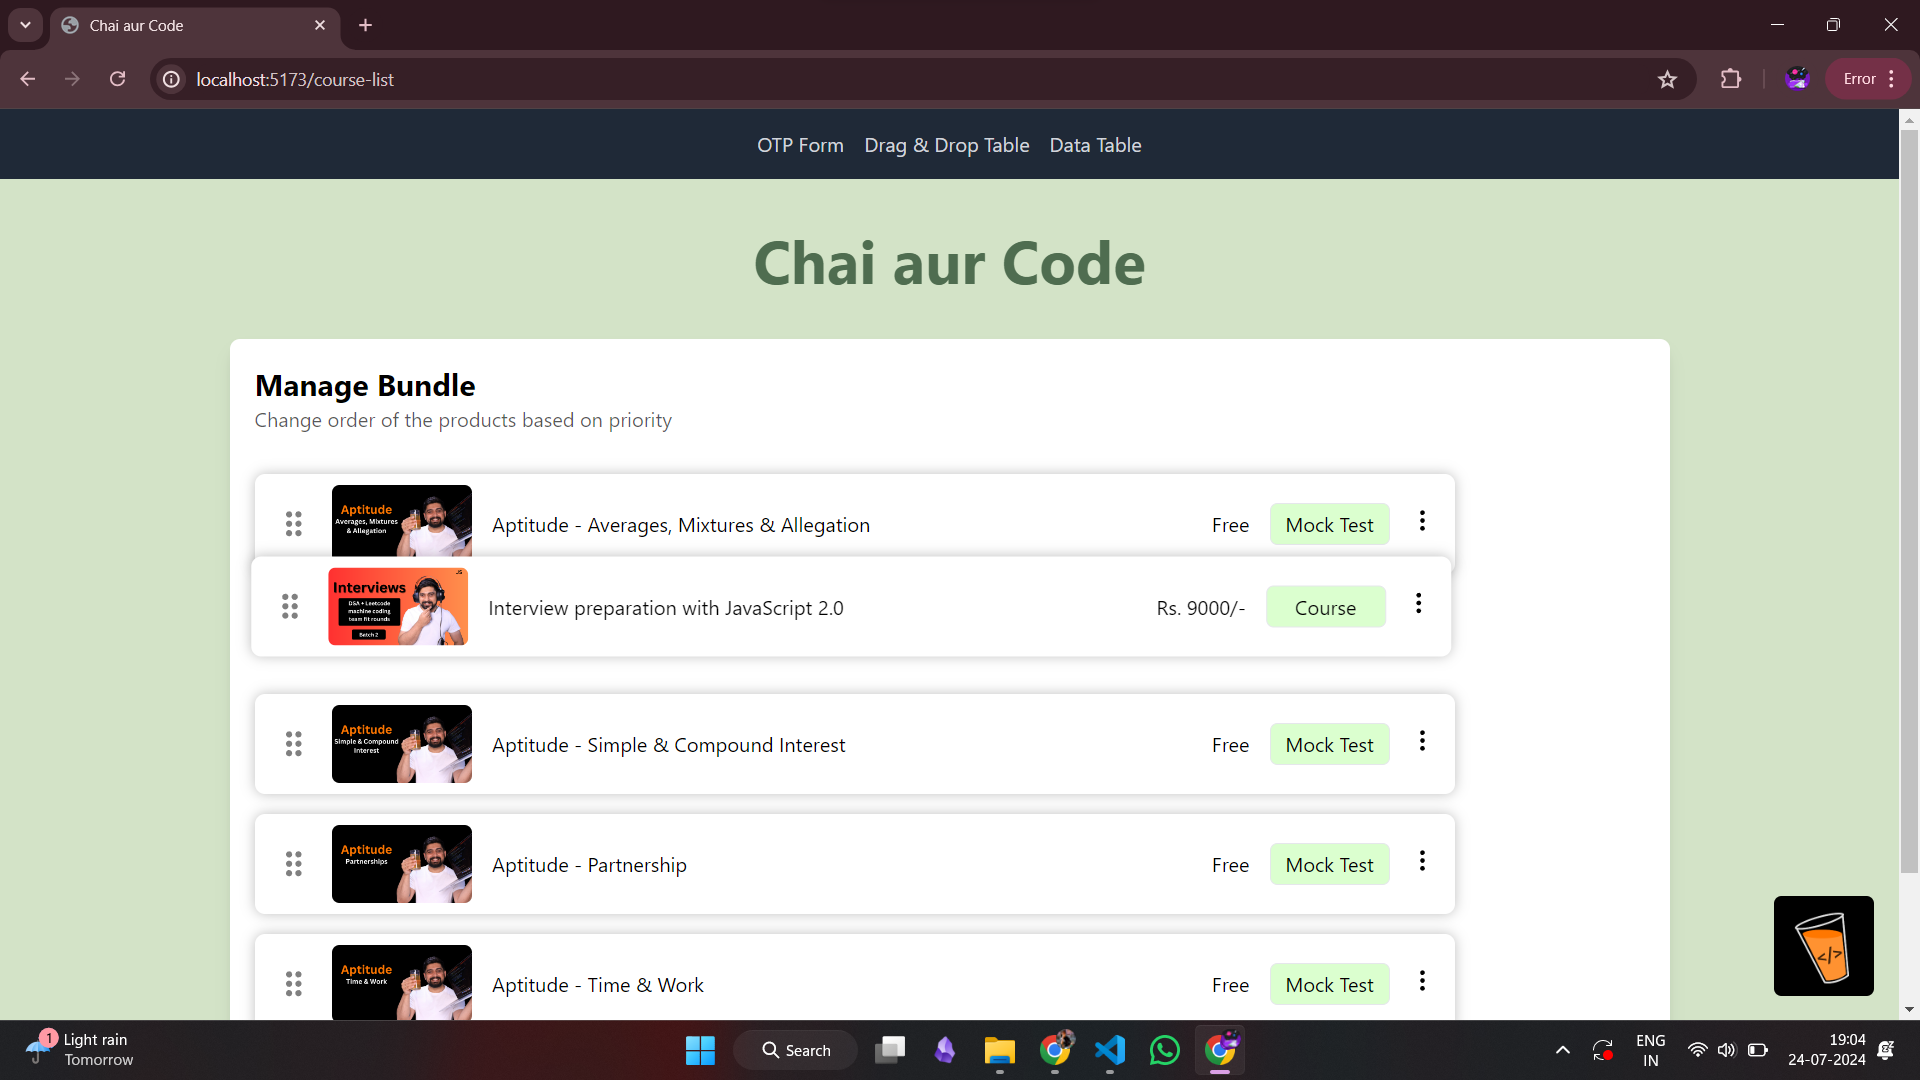 Chai aur Code
localhost:5173/course-list
Error
OTP Form Drag & Drop Table Data Table
Chai aur Code
Manage Bundle
Change order of the products based on priority
Aptitude
Averages, Mixtures
& Allegation
Aptitude - Averages, Mixtures & Allegation Free Mock Test
JS
Interviews
DSA + Leetcode
machine coding
team fit rounds
Batch 2
Interview preparation with JavaScript 2.0 Rs. 9000/- Course
Aptitude
Simple & Compound
Interest
Aptitude - Simple & Compound Interest Free Mock Test
Aptitude
Partnerships
Aptitude - Partnership Free Mock Test
Aptitude
Time & Work
Aptitude - Time & Work Free Mock Test
</>
1
Light rain
Tomorrow
Search
ENG
IN
19:04
24-07-2024